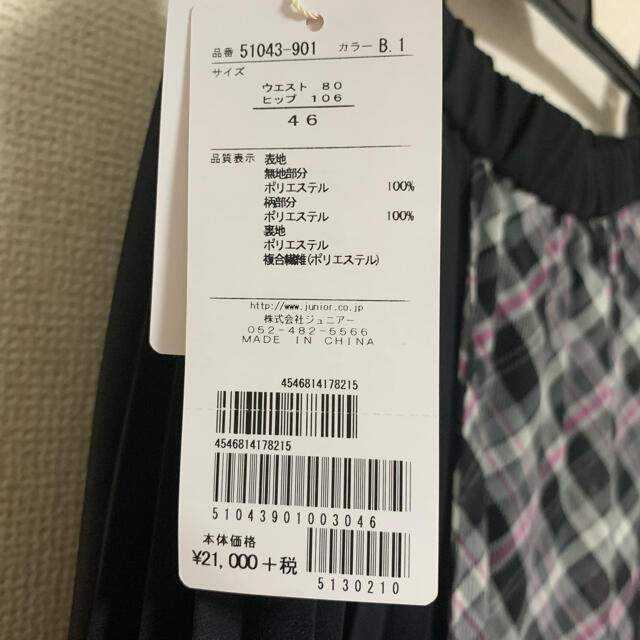 品番 51043-901 カラー B.1
サイズ
ウエスト 80
ヒップ 106
46
品質表示 表地
無地部分
ポリエステル 100%
柄部分
ポリエステル 100%
裏地
ポリエステル
複合繊維(ポリエステル)
http://www.junior.co.jp
株式会社ジュニアー
052-482-5566
MADE IN CHINA
4546814178215
4546814178215
51043901003046
本体価格
¥21,000+税
5130210